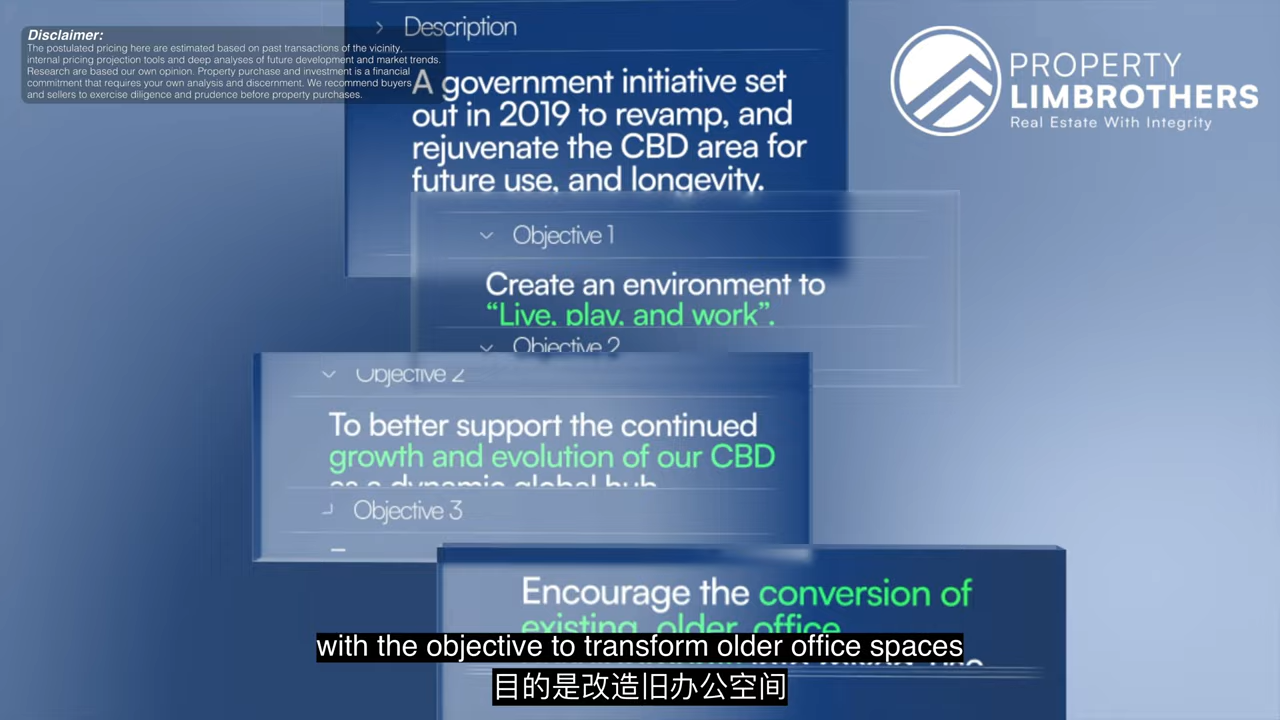 Disclaimer:
The postulated pricing here are estimated based on past transactions of the vicinity,
internal pricing projection tools and deep analyses of future development and market trends.
Research are based our own opinion. Property purchase and investment is a financial
commitment that requires your own analysis and discernment. We recommend buyers
and sellers to exercise diligence and prudence before property purchases.
PROPERTY
LIMBROTHERS
Real Estate With Integrity
Description
A government initiative set
out in 2019 to revamp, and
rejuvenate the CBD area for
future use, and longevity.
Objective 1
Create an environment to
“Live, play, and work”.
Objective 2
Objective 2
To better support the continued
growth and evolution of our CBD
as a dynamic global hub
Objective 3
Encourage the conversion of
existing, older, office
with the objective to transform older office spaces
目的是改造旧办公空间